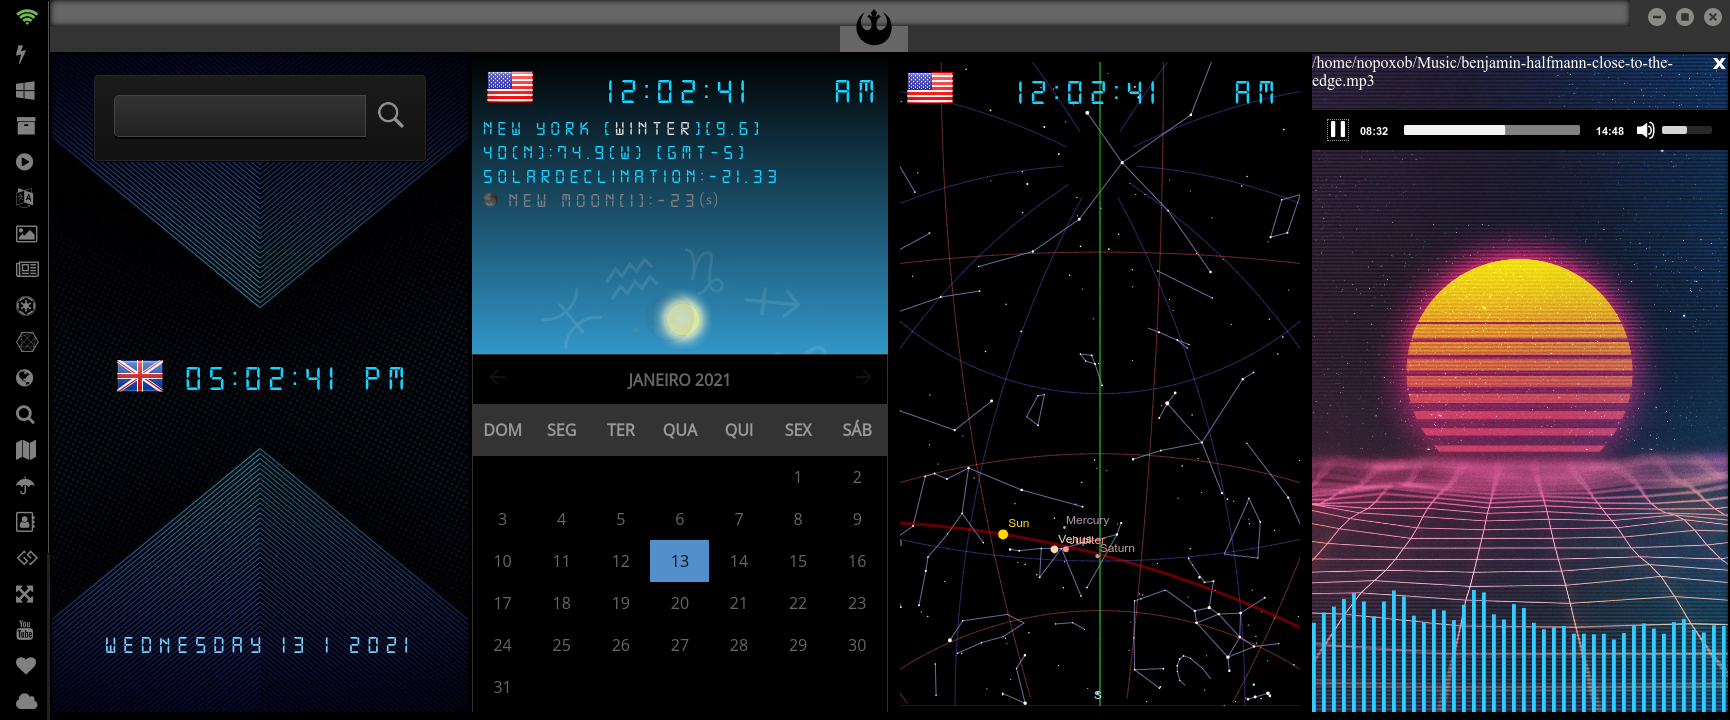 05:02:41 PM
WEDNESDAY 13 1 2021
12:02:41 AM
NEW YORK [WINTER][9.6]
40(N):74.9(W) [GMT-5]
SOLARDECLINATION:-21.33
NEW MOON[1]:-23(s)
JANEIRO 2021
DOM SEG TER QUA QUI SEX SÁB
1 2
3 4 5 6 7 8 9
10 11 12 13 14 15 16
17 18 19 20 21 22 23
24 25 26 27 28 29 30
31
12:02:41 AM
Sun
Mercury
Venus
Jupiter
Saturn
S
/home/nopoxob/Music/benjamin-halfmann-close-to-the-
edge.mp3
X
08:32 14:48
You
Tube